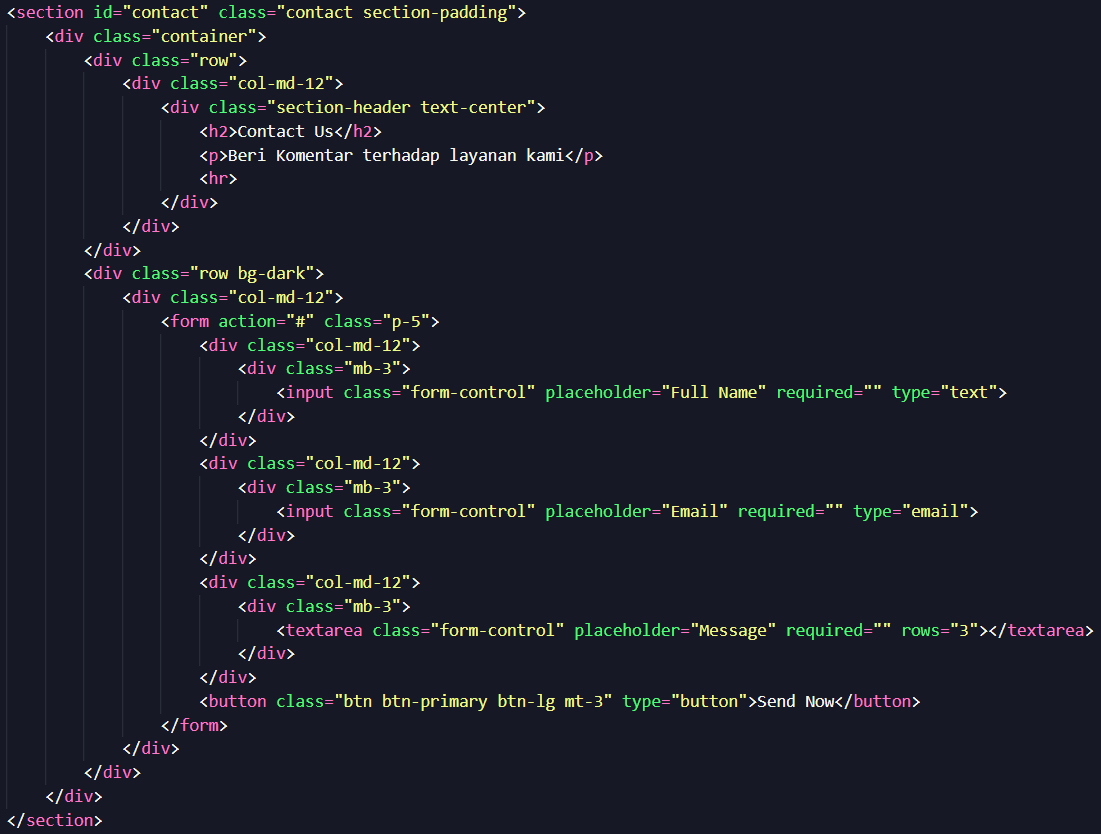 <section id="contact" class="contact section-padding">
    <div class="container">
        <div class="row">
            <div class="col-md-12">
                <div class="section-header text-center">
                    <h2>Contact Us</h2>
                    <p>Beri Komentar terhadap layanan kami</p>
                    <hr>
                </div>
            </div>
        </div>
        <div class="row bg-dark">
            <div class="col-md-12">
                <form action="#" class="p-5">
                    <div class="col-md-12">
                        <div class="mb-3">
                            <input class="form-control" placeholder="Full Name" required="" type="text">
                        </div>
                    </div>
                    <div class="col-md-12">
                        <div class="mb-3">
                            <input class="form-control" placeholder="Email" required="" type="email">
                        </div>
                    </div>
                    <div class="col-md-12">
                        <div class="mb-3">
                            <textarea class="form-control" placeholder="Message" required="" rows="3"></textarea>
                        </div>
                    </div>
                    <button class="btn btn-primary btn-lg mt-3" type="button">Send Now</button>
                </form>
            </div>
        </div>
    </div>
</section>